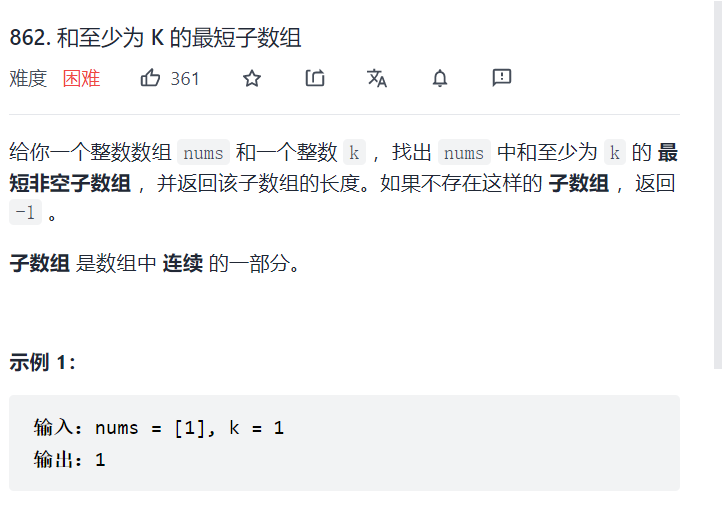 862. 和至少为 K 的最短子数组
难度 困难 361
给你一个整数数组 nums 和一个整数 k ，找出 nums 中和至少为 k 的 最
短非空子数组 ，并返回该子数组的长度。如果不存在这样的 子数组 ，返回
-1 。
子数组 是数组中 连续 的一部分。
示例 1：
输入：nums = [1], k = 1
输出：1